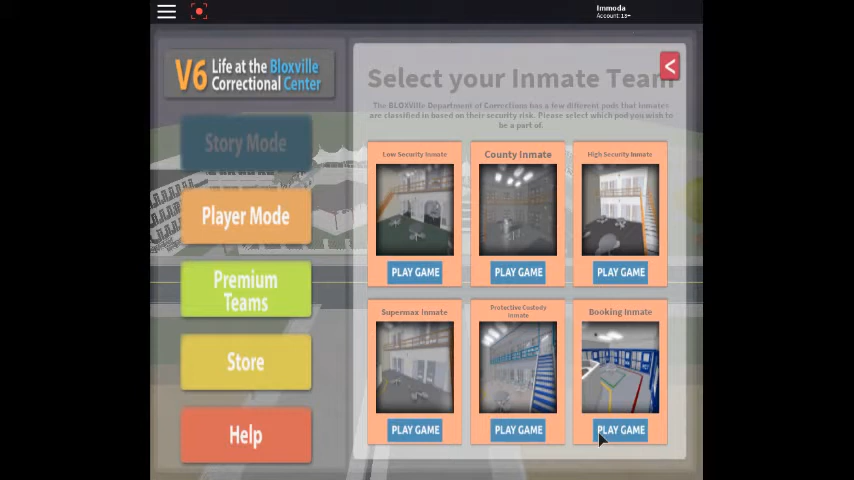 Immoda
Account: 13+
V6 Life at the Bloxville
Correctional Center
Story Mode
Player Mode
Premium
Teams
Store
Help
<
Select your Inmate Team
The BLOXVille Department of Corrections has a few different pods that inmates
are classified in based on their security risk. Please select which pod you wish to
be a part of.
Low Security Inmate
County Inmate
High Security Inmate
PLAY GAME
PLAY GAME
PLAY GAME
Supermax Inmate
Protective Custody
Inmate
Booking Inmate
PLAY GAME
PLAY GAME
PLAY GAME